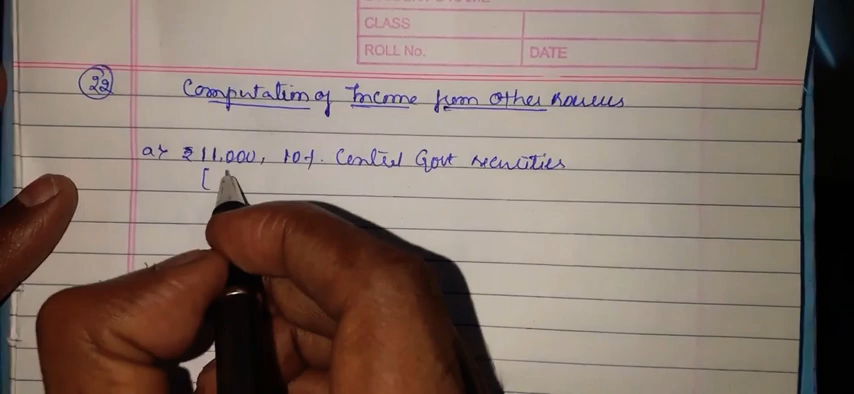 CLASS
ROLL No. DATE
22 Computation of Income from other sources
a> ₹11,000, 10%. Central Govt securities
[